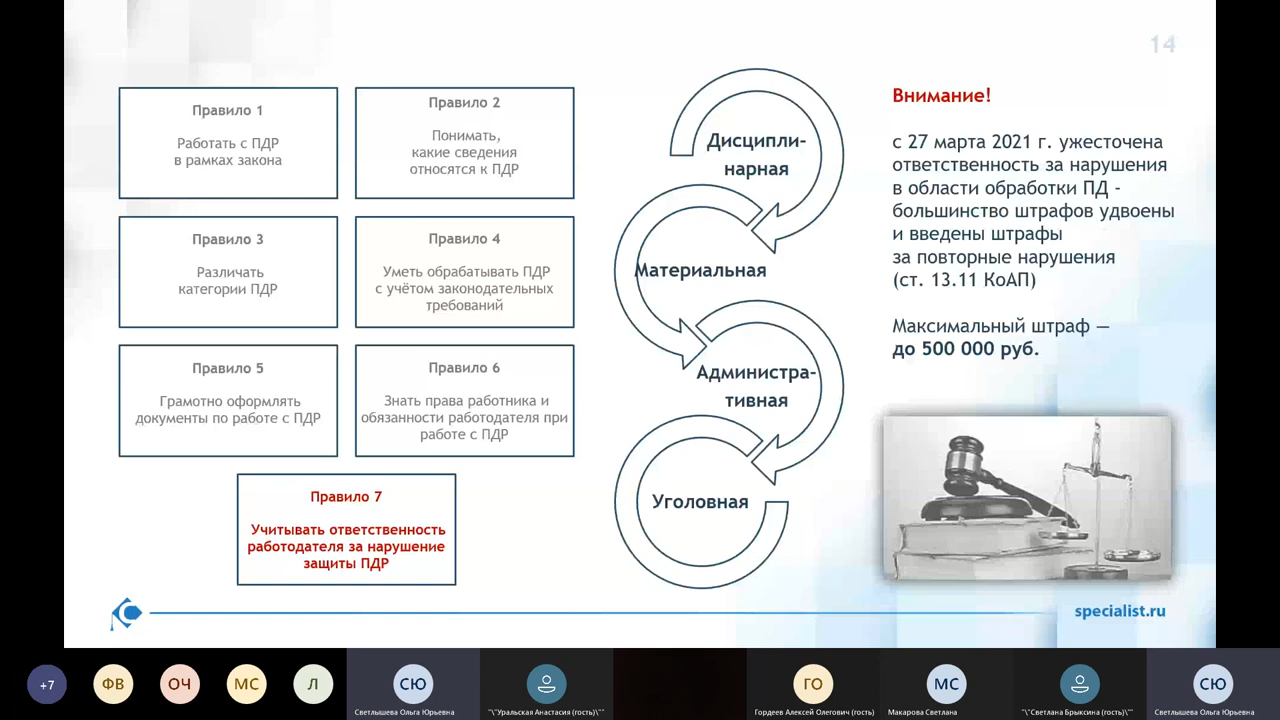 14
Правило 1
Работать с ПДР
в рамках закона
Правило 2
Понимать,
какие сведения
относятся к ПДР
Правило 3
Различать
категории ПДР
Правило 4
Уметь обрабатывать ПДР
с учётом законодательных
требований
Правило 5
Грамотно оформлять
документы по работе с ПДР
Правило 6
Знать права работника и
обязанности работодателя при
работе с ПДР
Правило 7
Учитывать ответственность
работодателя за нарушение
защиты ПДР
Дисципли-
нарная
Материальная
Администра-
тивная
Уголовная
Внимание!
с 27 марта 2021 г. ужесточена
ответственность за нарушения
в области обработки ПД -
большинство штрафов удвоены
и введены штрафы
за повторные нарушения
(ст. 13.11 КоАП)
Максимальный штраф —
до 500 000 руб.
specialist.ru
+7
ФВ
ОЧ
МС
Л
СЮ
Светлышева Ольга Юрьевна
"\"Уральская Анастасия (гость)\""
ГО
Гордеев Алексей Олегович (гость)
МС
Макарова Светлана
"\"Светлана Брыксина (гость)\""
СЮ
Светлышева Ольга Юрьевна